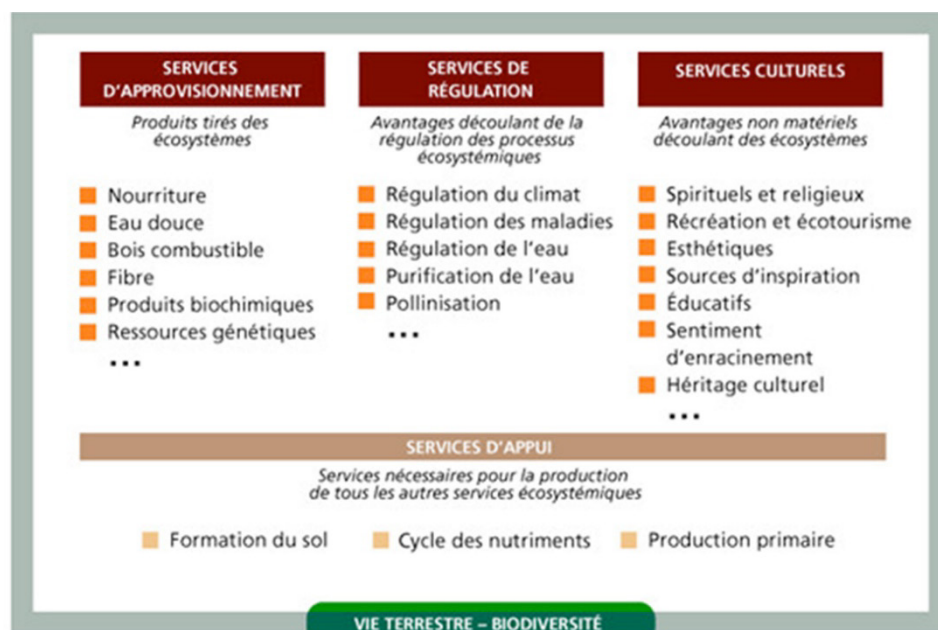 SERVICES
D'APPROVISIONNEMENT
Produits tirés des
écosystèmes
Nourriture
Eau douce
Bois combustible
Fibre
Produits biochimiques
Ressources génétiques
...
SERVICES DE
RÉGULATION
Avantages découlant de la
régulation des processus
écosystémiques
Régulation du climat
Régulation des maladies
Régulation de l'eau
Purification de l'eau
Pollinisation
...
SERVICES CULTURELS
Avantages non matériels
découlant des écosystèmes
Spirituels et religieux
Récréation et écotourisme
Esthétiques
Sources d'inspiration
Éducatifs
Sentiment
d'enracinement
Héritage culturel
...
SERVICES D'APPUI
Services nécessaires pour la production
de tous les autres services écosystémiques
Formation du sol
Cycle des nutriments
Production primaire
VIE TERRESTRE – BIODIVERSITÉ